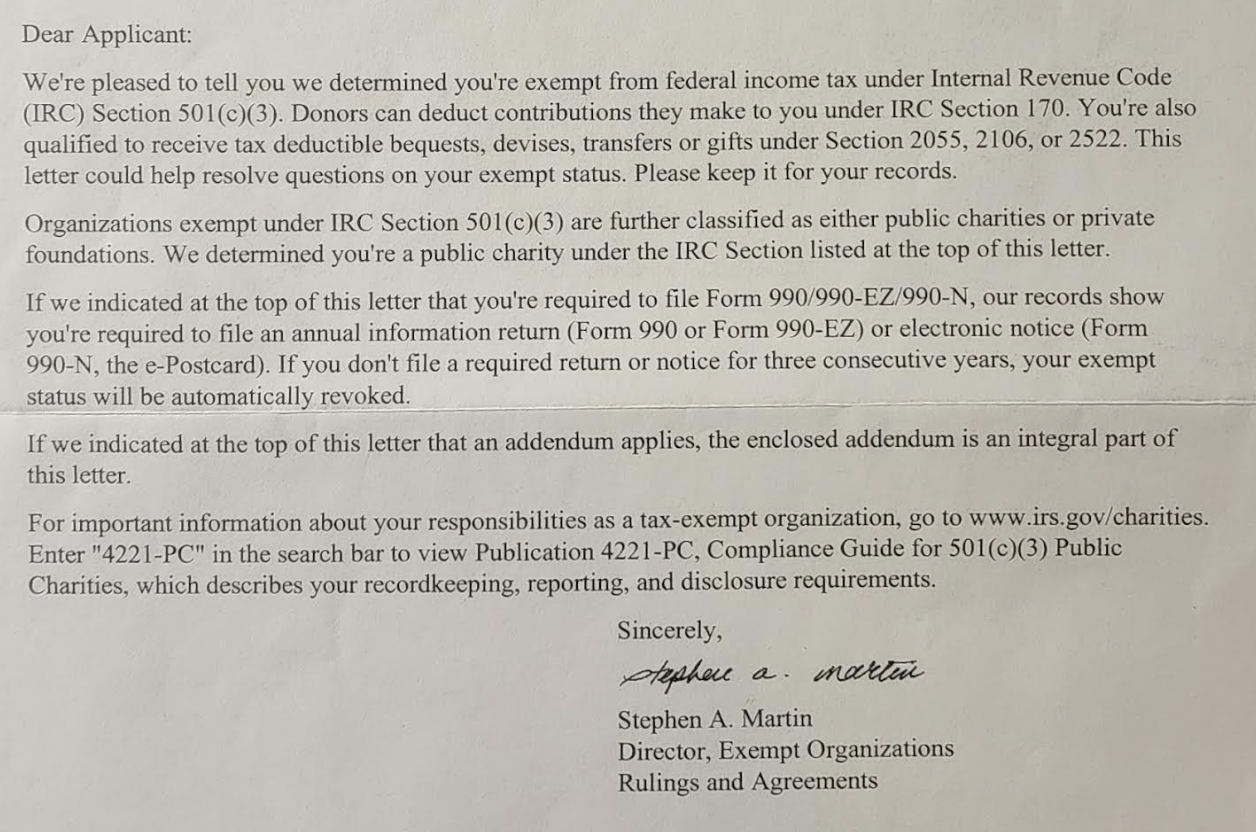 Dear Applicant:
We're pleased to tell you we determined you're exempt from federal income tax under Internal Revenue Code
(IRC) Section 501(c)(3). Donors can deduct contributions they make to you under IRC Section 170. You're also
qualified to receive tax deductible bequests, devises, transfers or gifts under Section 2055, 2106, or 2522. This
letter could help resolve questions on your exempt status. Please keep it for your records.
Organizations exempt under IRC Section 501(c)(3) are further classified as either public charities or private
foundations. We determined you're a public charity under the IRC Section listed at the top of this letter.
If we indicated at the top of this letter that you're required to file Form 990/990-EZ/990-N, our records show
you're required to file an annual information return (Form 990 or Form 990-EZ) or electronic notice (Form
990-N, the e-Postcard). If you don't file a required return or notice for three consecutive years, your exempt
status will be automatically revoked.
If we indicated at the top of this letter that an addendum applies, the enclosed addendum is an integral part of
this letter.
For important information about your responsibilities as a tax-exempt organization, go to www.irs.gov/charities.
Enter "4221-PC" in the search bar to view Publication 4221-PC, Compliance Guide for 501(c)(3) Public
Charities, which describes your recordkeeping, reporting, and disclosure requirements.
Sincerely,
stephen a. martin
Stephen A. Martin
Director, Exempt Organizations
Rulings and Agreements